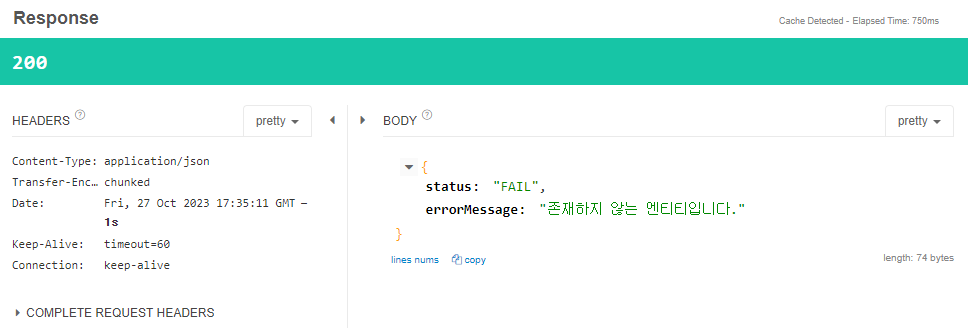 Response
Cache Detected - Elapsed Time: 750ms
200
HEADERS ?
pretty
BODY ?
pretty
Content-Type: application/json
Transfer-Enc… chunked
Date: Fri, 27 Oct 2023 17:35:11 GMT –
1s
Keep-Alive: timeout=60
Connection: keep-alive
COMPLETE REQUEST HEADERS
{
status: "FAIL",
errorMessage: "존재하지 않는 엔티티입니다."
}
lines nums copy
length: 74 bytes